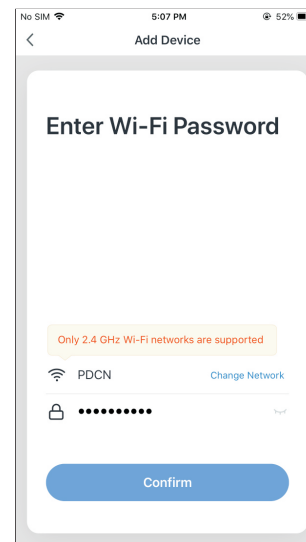 No SIM 5:07 PM 52%
Add Device
Enter Wi-Fi Password
Only 2.4 GHz Wi-Fi networks are supported
PDCN Change Network
••••••••••
Confirm